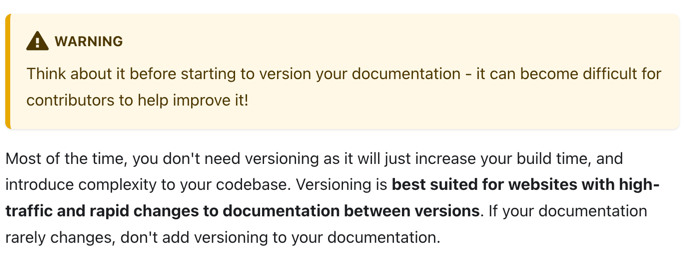 WARNING
Think about it before starting to version your documentation - it can become difficult for
contributors to help improve it!
Most of the time, you don't need versioning as it will just increase your build time, and
introduce complexity to your codebase. Versioning is best suited for websites with high-
traffic and rapid changes to documentation between versions. If your documentation
rarely changes, don't add versioning to your documentation.